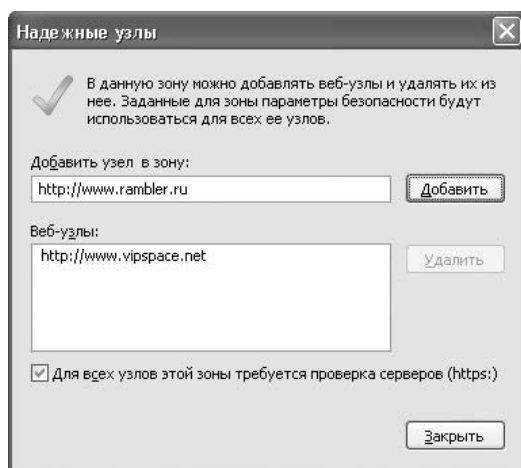 Надежные узлы
В данную зону можно добавлять веб-узлы и удалять их из
нее. Заданные для зоны параметры безопасности будут
использоваться для всех ее узлов.
Добавить узел в зону:
http://www.rambler.ru
Добавить
Веб-узлы:
http://www.vipspace.net
Удалить
Для всех узлов этой зоны требуется проверка серверов (https:)
Закрыть